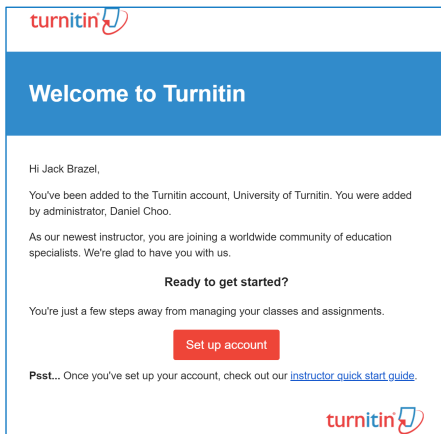 turnitin
Welcome to Turnitin
Hi Jack Brazel,
You've been added to the Turnitin account, University of Turnitin. You were added
by administrator, Daniel Choo.
As our newest instructor, you are joining a worldwide community of education
specialists. We're glad to have you with us.
Ready to get started?
You're just a few steps away from managing your classes and assignments.
Set up account
Psst... Once you've set up your account, check out our instructor quick start guide.
turnitin